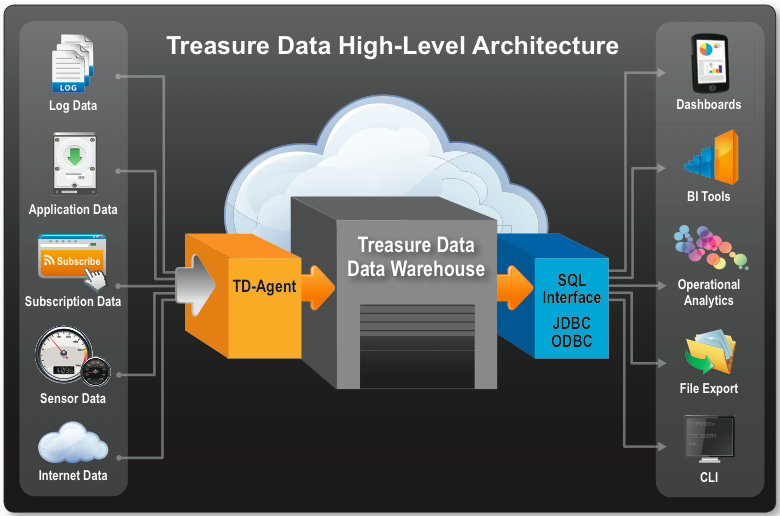 Treasure Data High-Level Architecture
LOG
Log Data
Application Data
Subscribe
Subscription Data
Sensor Data
Internet Data
TD-Agent
Treasure Data
Data Warehouse
SQL
Interface
JDBC
ODBC
Dashboards
BI Tools
Operational
Analytics
File Export
CLI